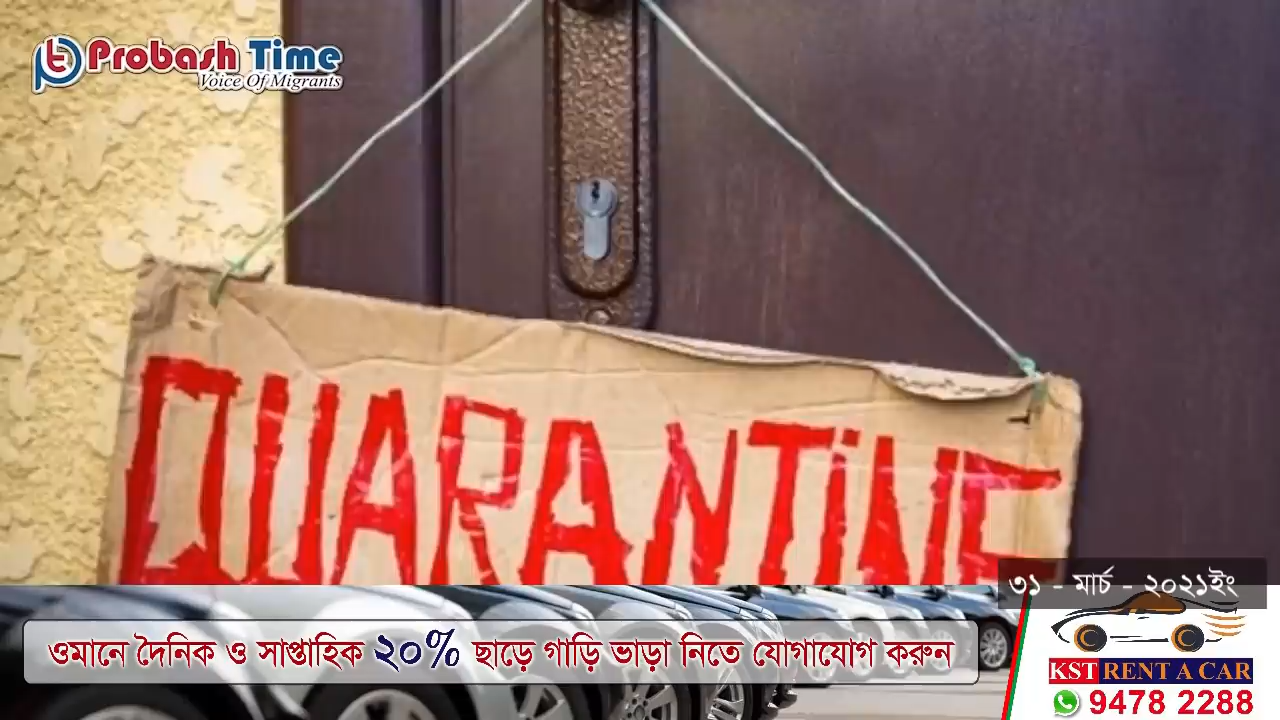 Probash Time
Voice Of Migrants
QUARANTINE
৩১ - মার্চ - ২০২১ইং
ওমানে দৈনিক ও সাপ্তাহিক ২০% ছাড়ে গাড়ি ভাড়া নিতে যোগাযোগ করুন
KST RENT A CAR
9478 2288